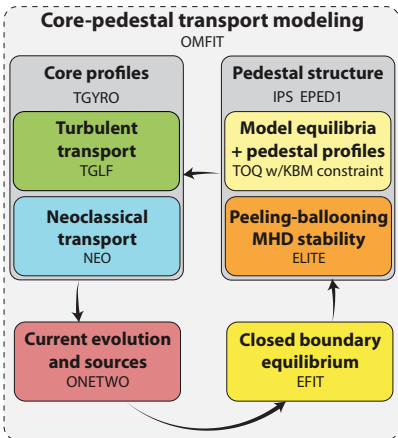 Core-pedestal transport modeling
OMFIT
Core profiles
TGYRO
Turbulent
transport
TGLF
Neoclassical
transport
NEO
Pedestal structure
IPS EPED1
Model equilibria
+ pedestal profiles
TOQ w/KBM constraint
Peeling-ballooning
MHD stability
ELITE
Current evolution
and sources
ONETWO
Closed boundary
equilibrium
EFIT